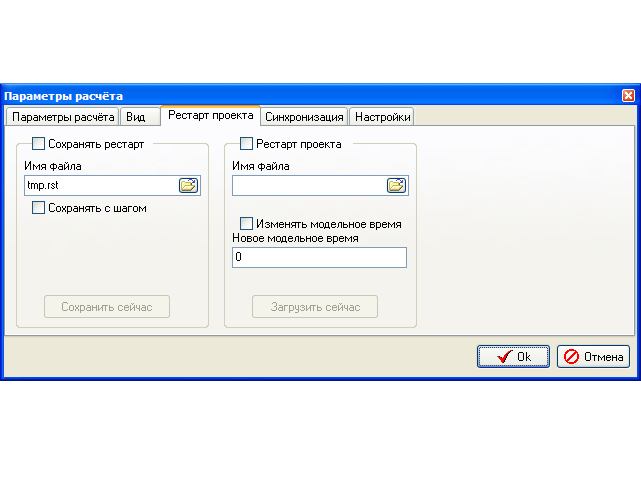 Параметры расчёта
Параметры расчёта Вид Рестарт проекта Синхронизация Настройки
Сохранять рестарт
Имя файла
tmp.rst
Сохранять с шагом
Сохранить сейчас
Рестарт проекта
Имя файла
Изменять модельное время
Новое модельное время
0
Загрузить сейчас
Ok Отмена